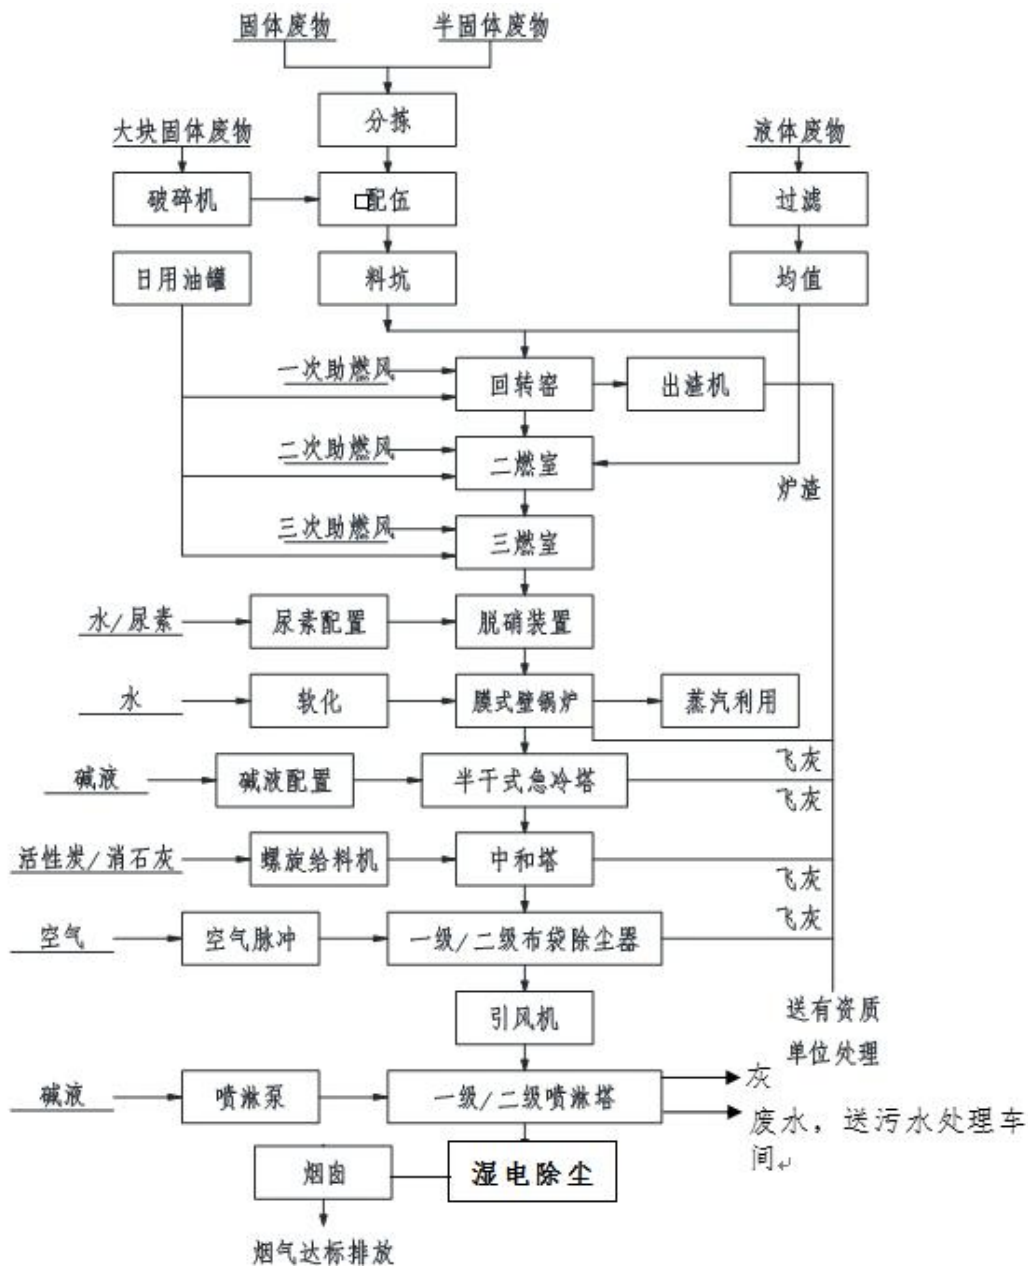 固体废物
半固体废物
分拣
大块固体废物
液体废物
破碎机
配伍
过滤
日用油罐
料坑
均值
一次助燃风
回转窑
出渣机
二次助燃风
二燃室
炉渣
三次助燃风
三燃室
水/尿素
尿素配置
脱硝装置
水
软化
膜式壁锅炉
蒸汽利用
飞灰
碱液
碱液配置
半干式急冷塔
飞灰
活性炭/消石灰
螺旋给料机
中和塔
飞灰
飞灰
空气
空气脉冲
一级/二级布袋除尘器
引风机
送有资质
单位处理
灰
碱液
喷淋泵
一级/二级喷淋塔
废水，送污水处理车
间
烟囱
湿电除尘
烟气达标排放